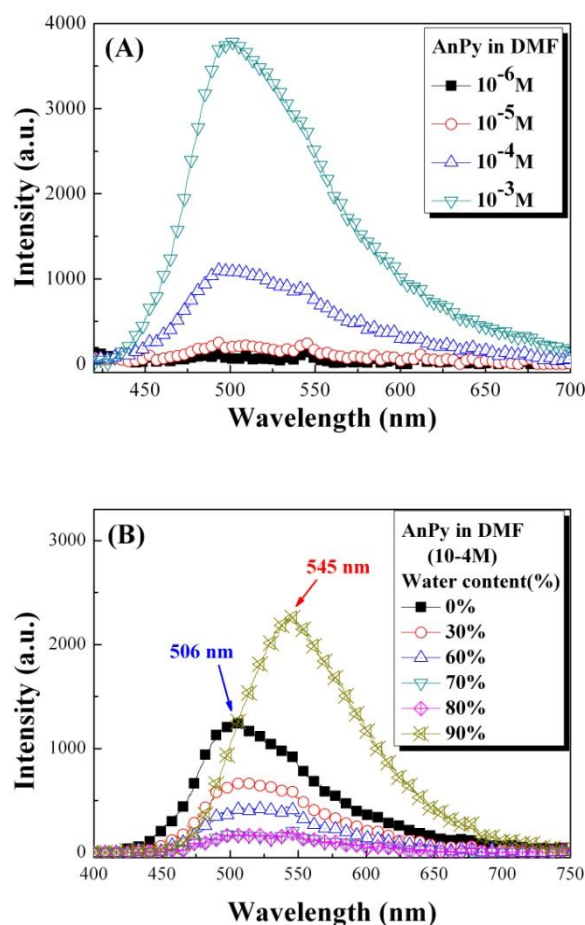 (A)
AnPy in DMF
10⁻⁶M
10⁻⁵M
10⁻⁴M
10⁻³M
4000
3000
2000
1000
0
Intensity (a.u.)
450 500 550 600 650 700
Wavelength (nm)
(B)
AnPy in DMF
(10-4M)
Water content(%)
0%
30%
60%
70%
80%
90%
545 nm
506 nm
3000
2000
1000
0
Intensity (a.u.)
400 450 500 550 600 650 700 750
Wavelength (nm)